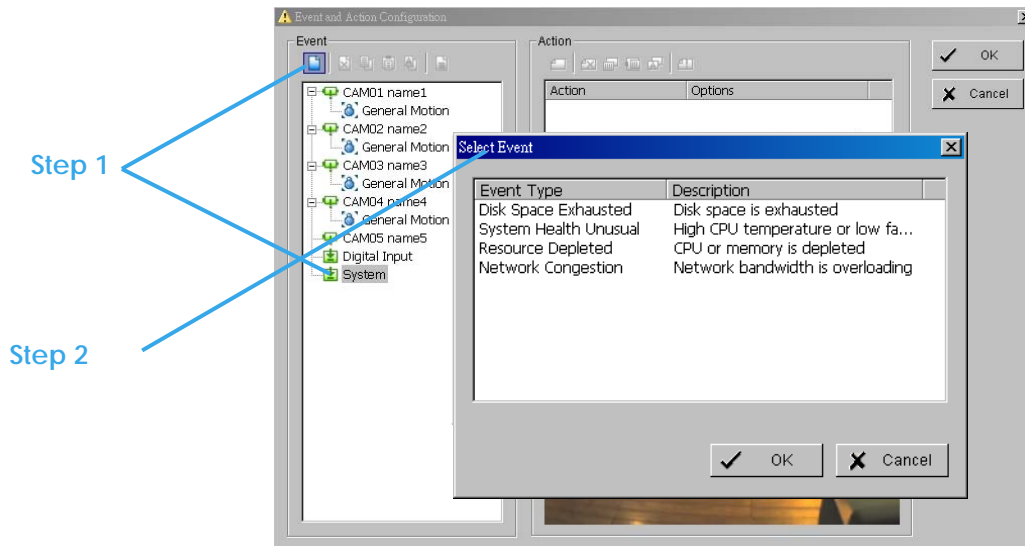 Event and Action Configuration
Event
Action
OK
Cancel
Action Options
CAM01 name1
General Motion
CAM02 name2
General Motion
CAM03 name3
General Motion
CAM04 name4
General Motion
CAM05 name5
Digital Input
System
Step 1
Step 2
Select Event
Event Type Description
Disk Space Exhausted Disk space is exhausted
System Health Unusual High CPU temperature or low fa...
Resource Depleted CPU or memory is depleted
Network Congestion Network bandwidth is overloading
OK
Cancel